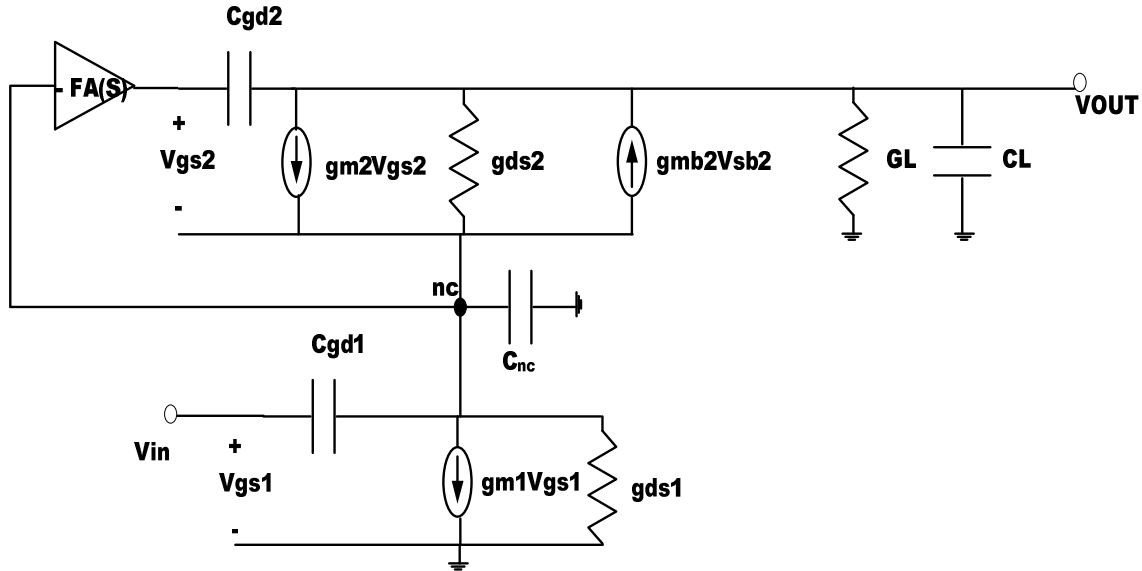 Cgd2
- FA(S)
VOUT
+
Vgs2
-
gm2Vgs2
gds2
gmb2Vsb2
GL
CL
nc
Cnc
Cgd1
Vin
+
Vgs1
-
gm1Vgs1
gds1